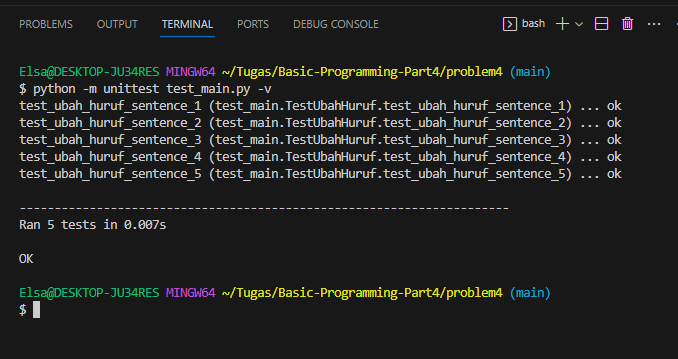 PROBLEMS OUTPUT TERMINAL PORTS DEBUG CONSOLE bash
Elsa@DESKTOP-JU34RES MINGW64 ~/Tugas/Basic-Programming-Part4/problem4 (main)
$ python -m unittest test_main.py -v
test_ubah_huruf_sentence_1 (test_main.TestUbahHuruf.test_ubah_huruf_sentence_1) ... ok
test_ubah_huruf_sentence_2 (test_main.TestUbahHuruf.test_ubah_huruf_sentence_2) ... ok
test_ubah_huruf_sentence_3 (test_main.TestUbahHuruf.test_ubah_huruf_sentence_3) ... ok
test_ubah_huruf_sentence_4 (test_main.TestUbahHuruf.test_ubah_huruf_sentence_4) ... ok
test_ubah_huruf_sentence_5 (test_main.TestUbahHuruf.test_ubah_huruf_sentence_5) ... ok
----------------------------------------------------------------------
Ran 5 tests in 0.007s
OK
Elsa@DESKTOP-JU34RES MINGW64 ~/Tugas/Basic-Programming-Part4/problem4 (main)
$